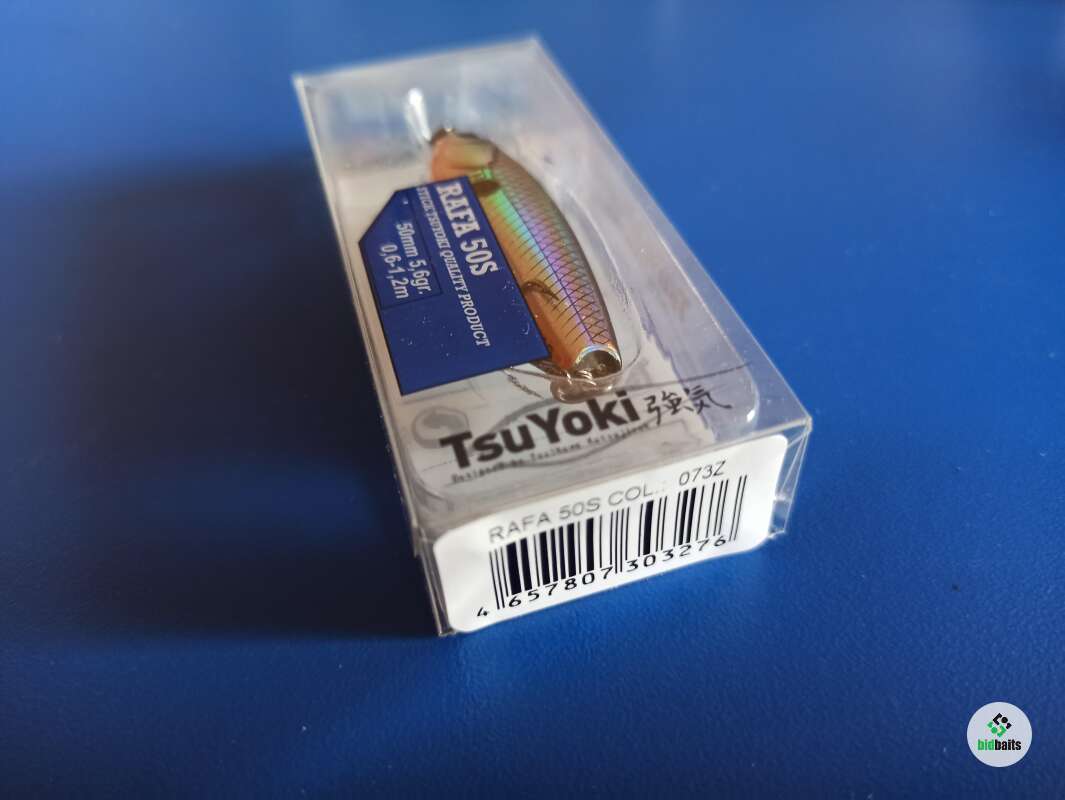 RAFA 50S
STICK TSUYOKI QUALITY PRODUCT
50mm 5,6gr.
0,6-1,2m
TsuYoki 強気
RAFA 50S COL.: 073Z
4 657807 303276
bidbaits